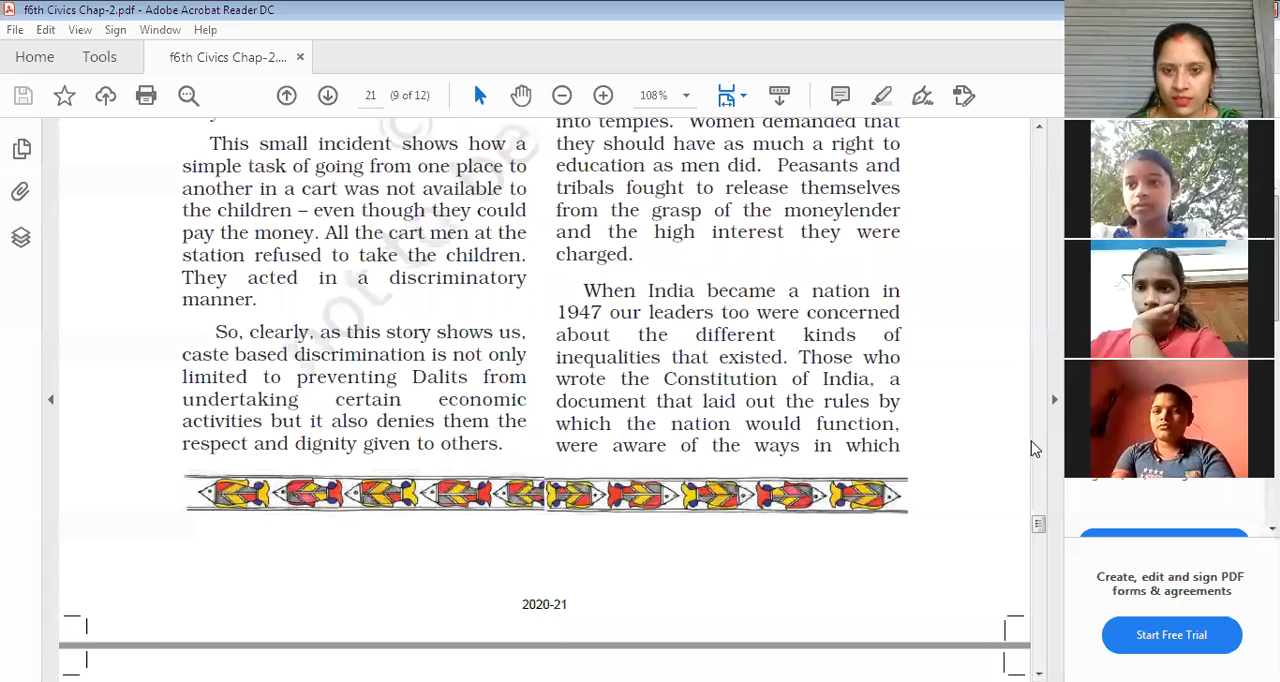 f6th Civics Chap-2.pdf - Adobe Acrobat Reader DC
File Edit View Sign Window Help
Home Tools f6th Civics Chap-2.... ×
21 (9 of 12) 108%
This small incident shows how a
simple task of going from one place to
another in a cart was not available to
the children – even though they could
pay the money. All the cart men at the
station refused to take the children.
They acted in a discriminatory
manner.
So, clearly, as this story shows us,
caste based discrimination is not only
limited to preventing Dalits from
undertaking certain economic
activities but it also denies them the
respect and dignity given to others.
into temples. Women demanded that
they should have as much a right to
education as men did. Peasants and
tribals fought to release themselves
from the grasp of the moneylender
and the high interest they were
charged.
When India became a nation in
1947 our leaders too were concerned
about the different kinds of
inequalities that existed. Those who
wrote the Constitution of India, a
document that laid out the rules by
which the nation would function,
were aware of the ways in which
not to be
2020-21
Create, edit and sign PDF
forms & agreements
Start Free Trial